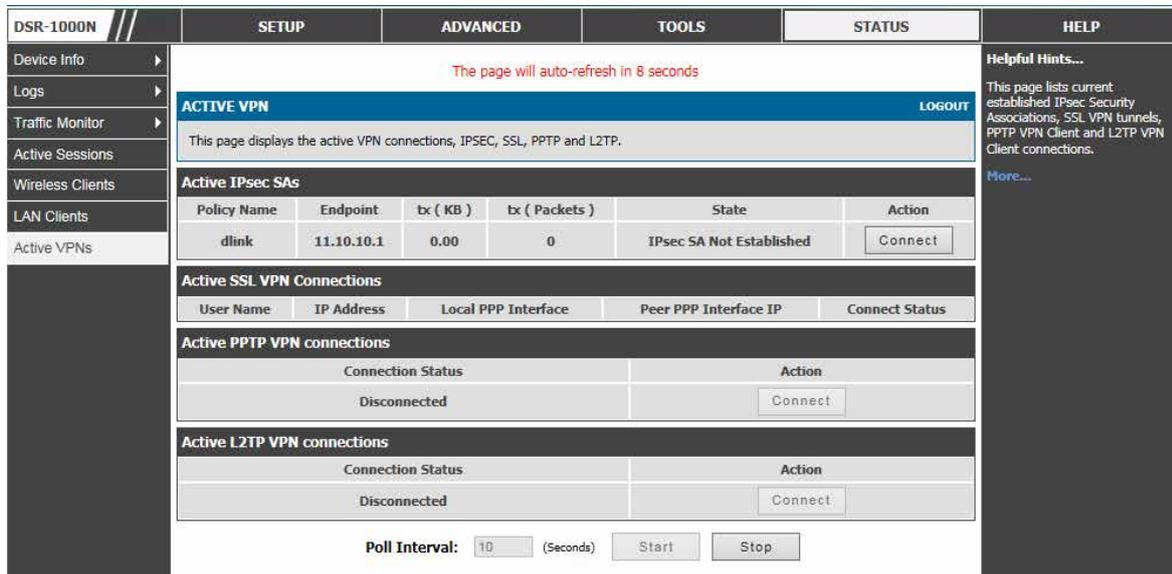 DSR-1000N
SETUP
ADVANCED
TOOLS
STATUS
HELP
Device Info
Logs
Traffic Monitor
Active Sessions
Wireless Clients
LAN Clients
Active VPNs
The page will auto-refresh in 8 seconds
ACTIVE VPN LOGOUT
This page displays the active VPN connections, IPSEC, SSL, PPTP and L2TP.
Active IPsec SAs
Policy Name Endpoint tx ( KB ) tx ( Packets ) State Action
dlink 11.10.10.1 0.00 0 IPsec SA Not Established Connect
Active SSL VPN Connections
User Name IP Address Local PPP Interface Peer PPP Interface IP Connect Status
Active PPTP VPN connections
Connection Status Action
Disconnected Connect
Active L2TP VPN connections
Connection Status Action
Disconnected Connect
Poll Interval: 10 (Seconds) Start Stop
Helpful Hints...
This page lists current
established IPsec Security
Associations, SSL VPN tunnels,
PPTP VPN Client and L2TP VPN
Client connections.
More...